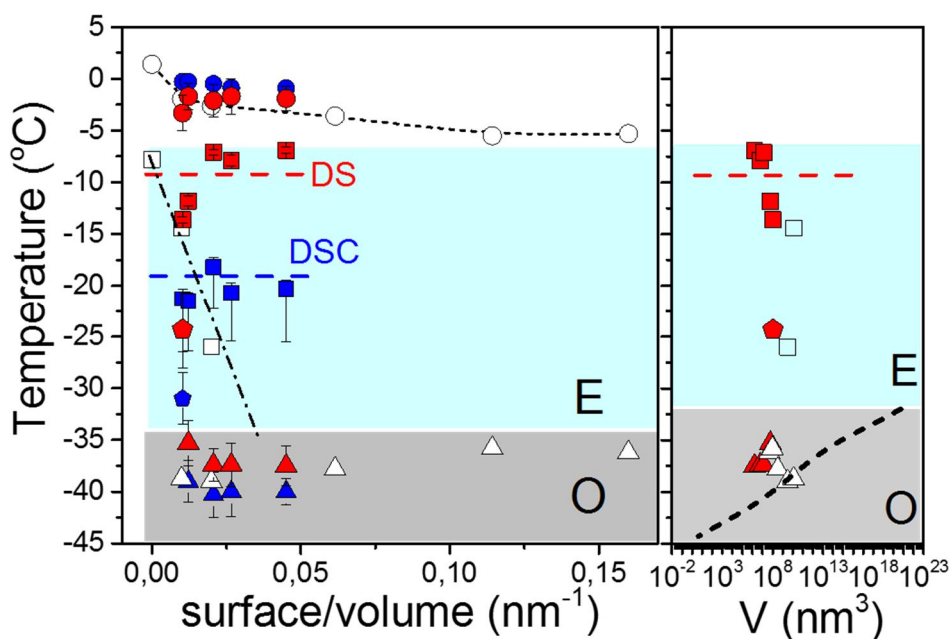 5
0
-5
-10
-15
-20
-25
-30
-35
-40
-45
Temperature (ºC)
DS
DSC
E
O
0,00
0,05
0,10
0,15
surface/volume (nm⁻¹)
E
O
10⁻² 10³ 10⁸ 10¹³ 10¹⁸ 10²³
V (nm³)